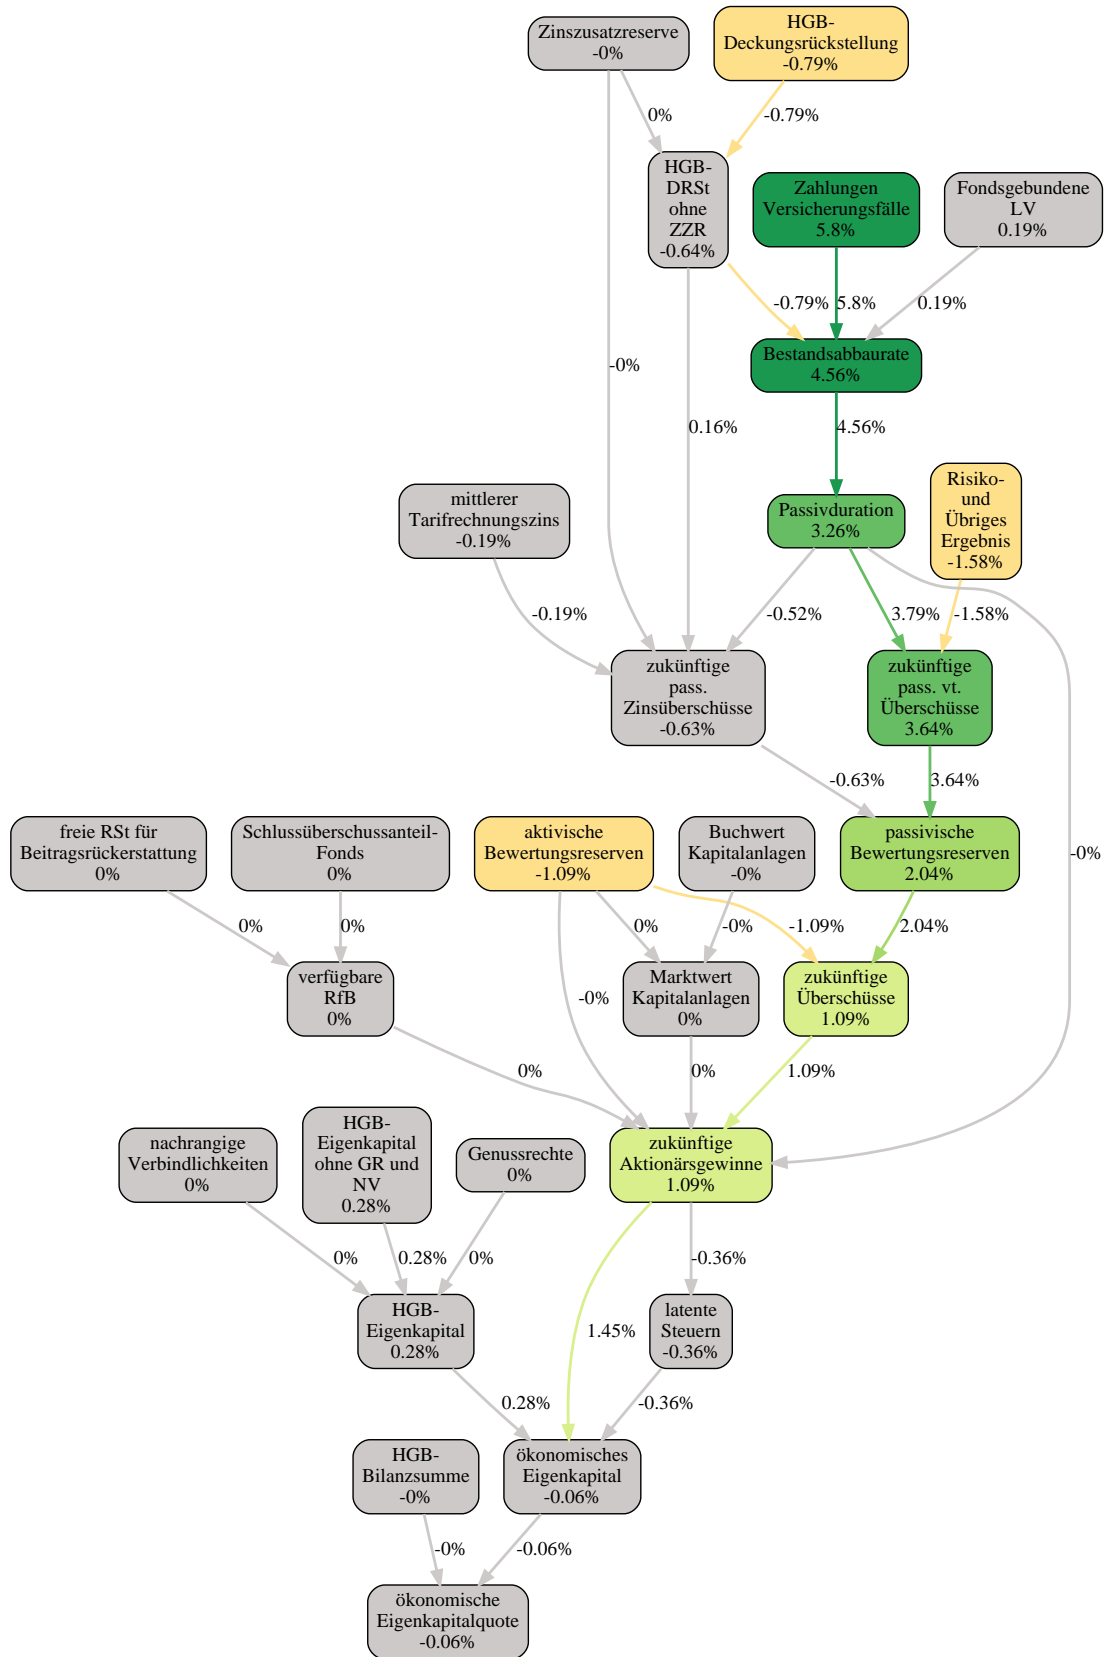 Zinszusatzreserve
-0%
HGB-
Deckungsrückstellung
-0.79%
0%
-0.79%
HGB-
DRSt
ohne
ZZR
-0.64%
Zahlungen
Versicherungsfälle
5.8%
Fondsgebundene
LV
0.19%
-0.79%
5.8%
0.19%
Bestandsabbaurate
4.56%
-0%
0.16%
4.56%
mittlerer
Tarifrechnungszins
-0.19%
Passivduration
3.26%
Risiko-
und
Übriges
Ergebnis
-1.58%
-0.19%
-0.52%
3.79%
-1.58%
zukünftige
pass.
Zinsüberschüsse
-0.63%
zukünftige
pass. vt.
Überschüsse
3.64%
-0.63%
3.64%
freie RSt für
Beitragsrückerstattung
0%
Schlussüberschussanteil-
Fonds
0%
aktivische
Bewertungsreserven
-1.09%
Buchwert
Kapitalanlagen
-0%
passivische
Bewertungsreserven
2.04%
-0%
0%
0%
0%
-0%
-1.09%
2.04%
verfügbare
RfB
0%
-0%
Marktwert
Kapitalanlagen
0%
zukünftige
Überschüsse
1.09%
0%
0%
1.09%
nachrangige
Verbindlichkeiten
0%
HGB-
Eigenkapital
ohne GR und
NV
0.28%
Genussrechte
0%
zukünftige
Aktionärsgewinne
1.09%
0%
0.28%
0%
-0.36%
HGB-
Eigenkapital
0.28%
1.45%
latente
Steuern
-0.36%
0.28%
-0.36%
HGB-
Bilanzsumme
-0%
ökonomisches
Eigenkapital
-0.06%
-0%
-0.06%
ökonomische
Eigenkapitalquote
-0.06%